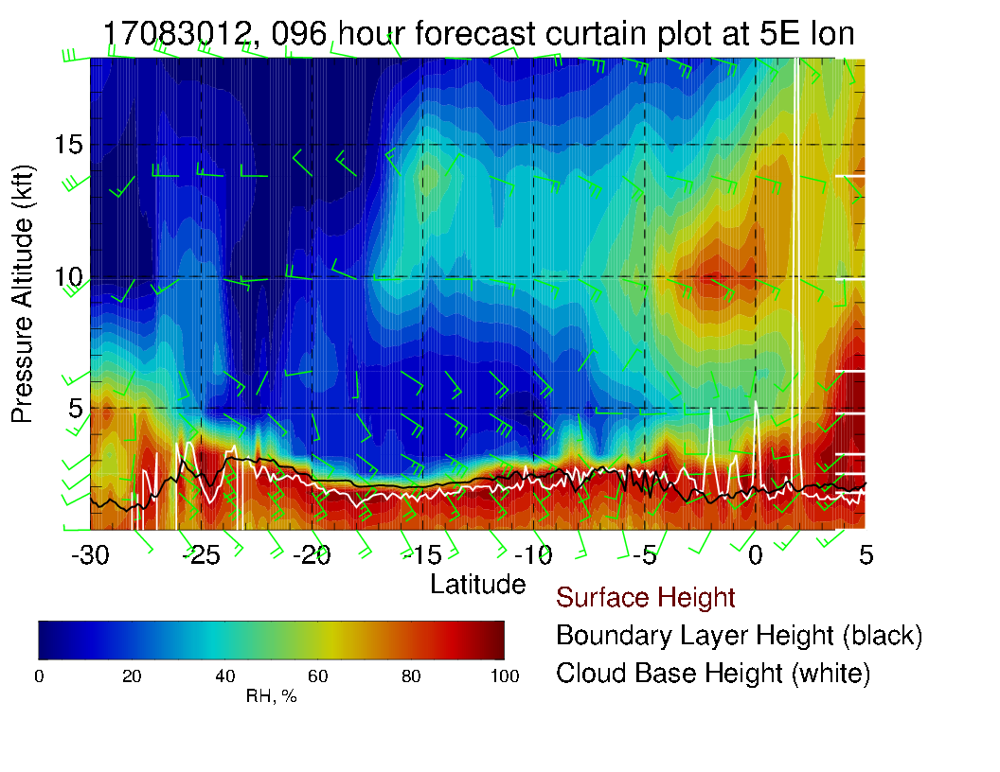 17083012, 096 hour forecast curtain plot at 5E lon
Pressure Altitude (kft)
15
10
5
-30 -25 -20 -15 -10 -5 0 5
Latitude
Surface Height
Boundary Layer Height (black)
Cloud Base Height (white)
0 20 40 60 80 100
RH, %